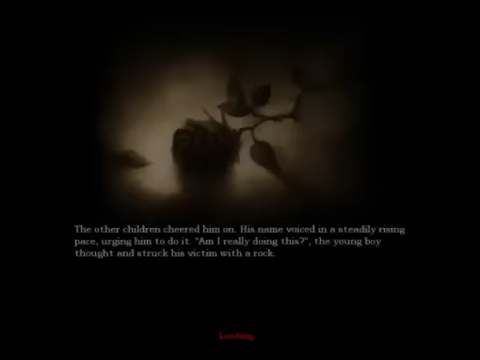 The other children cheered him on. His name voiced in a steadily rising
pace, urging him to do it. "Am I really doing this?", the young boy
thought and struck his victim with a rock.
Loading